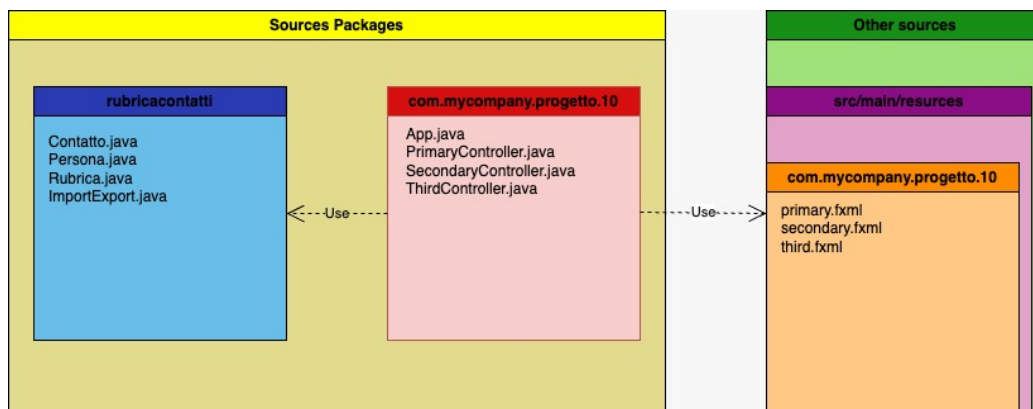 Sources Packages
Other sources
rubricacontatti
com.mycompany.progetto.10
src/main/resurces
Contatto.java
Persona.java
Rubrica.java
ImportExport.java
App.java
PrimaryController.java
SecondaryController.java
ThirdController.java
com.mycompany.progetto.10
primary.fxml
secondary.fxml
third.fxml
Use
Use